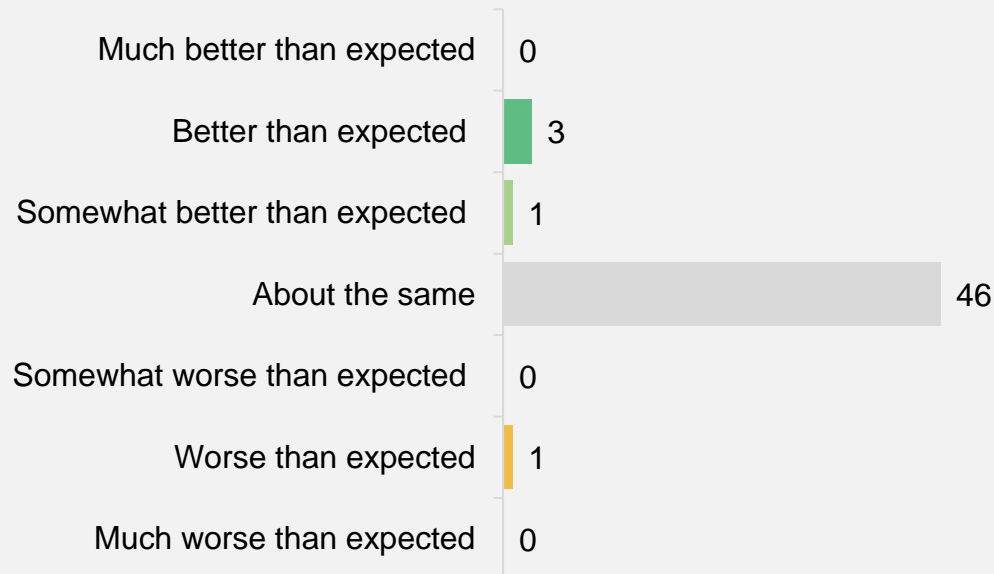 Much better than expected 0
Better than expected 3
Somewhat better than expected 1
About the same 46
Somewhat worse than expected 0
Worse than expected 1
Much worse than expected 0